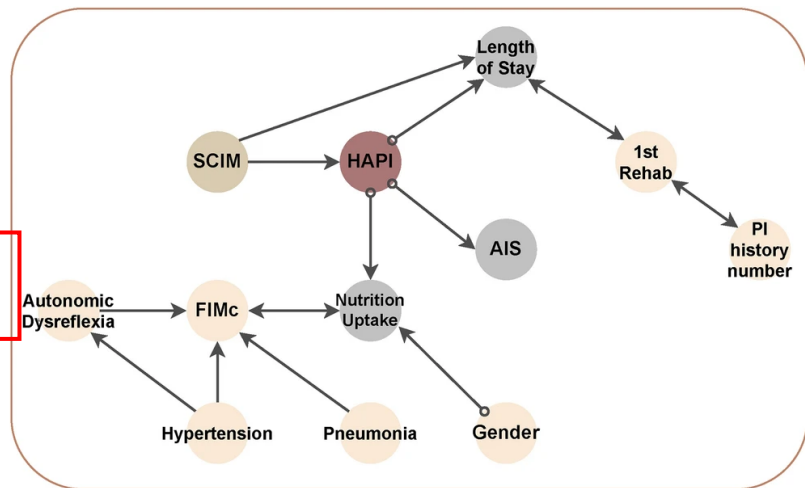 Length
of Stay
SCIM
HAPI
1st
Rehab
PI
history
number
AIS
Autonomic
Dysreflexia
FIMc
Nutrition
Uptake
Hypertension
Pneumonia
Gender